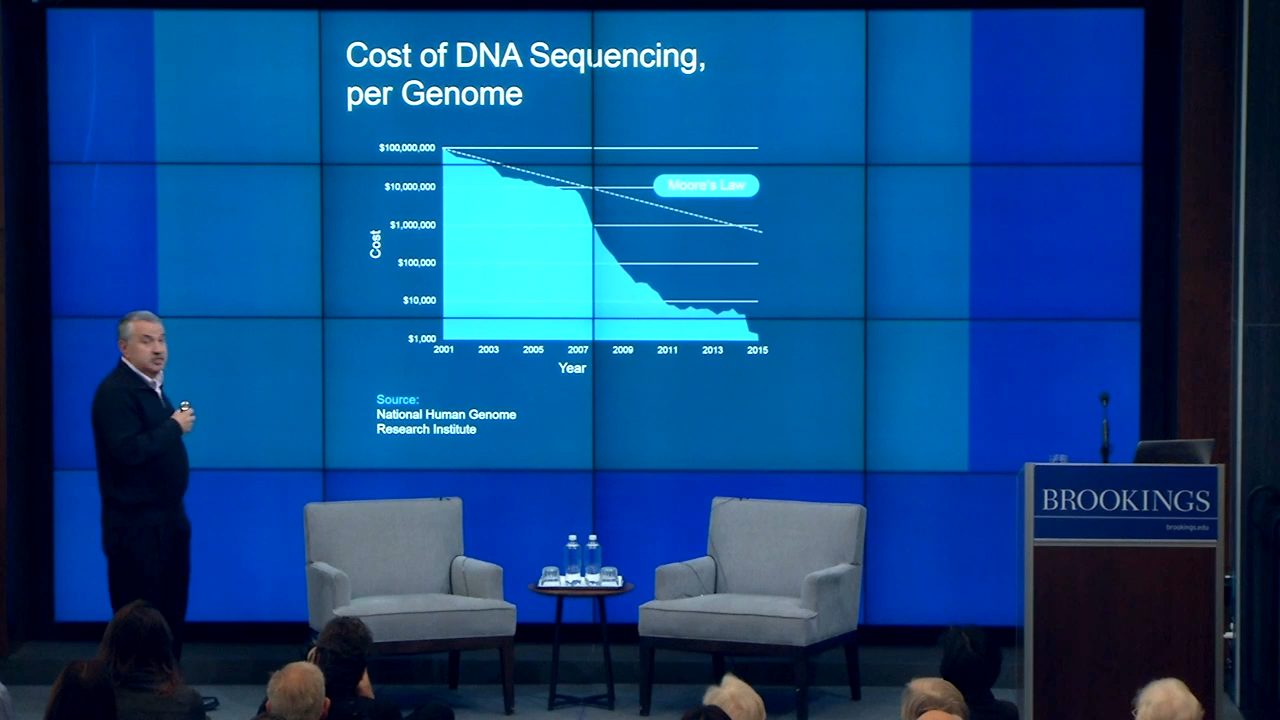 Cost of DNA Sequencing,
per Genome
$100,000,000
$10,000,000
$1,000,000
$100,000
$10,000
$1,000
Cost
Moore's Law
2001 2003 2005 2007 2009 2011 2013 2015
Year
Source:
National Human Genome
Research Institute
BROOKINGS
brookings.edu